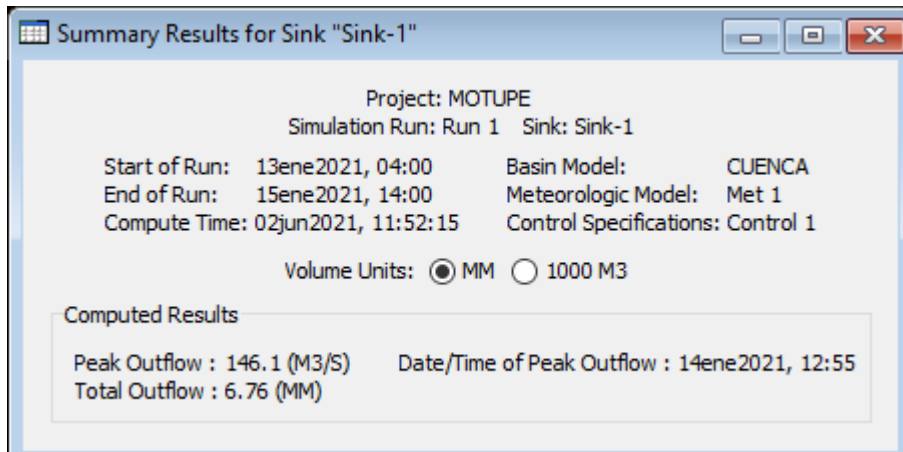 Summary Results for Sink "Sink-1"
Project: MOTUPE
Simulation Run: Run 1 Sink: Sink-1
Start of Run: 13ene2021, 04:00 Basin Model: CUENCA
End of Run: 15ene2021, 14:00 Meteorologic Model: Met 1
Compute Time: 02jun2021, 11:52:15 Control Specifications: Control 1
Volume Units: MM 1000 M3
Computed Results
Peak Outflow : 146.1 (M3/S) Date/Time of Peak Outflow : 14ene2021, 12:55
Total Outflow : 6.76 (MM)